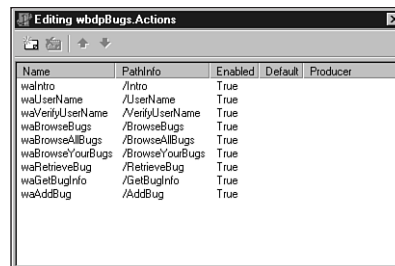 Editing wbdpBugs.Actions
Name PathInfo Enabled Default Producer
waIntro /Intro True
waUserName /UserName True
waVerifyUserName /VerifyUserName True
waBrowseBugs /BrowseBugs True
waBrowseAllBugs /BrowseAllBugs True
waBrowseYourBugs /BrowseYourBugs True
waRetrieveBug /RetrieveBug True
waGetBugInfo /GetBugInfo True
waAddBug /AddBug True